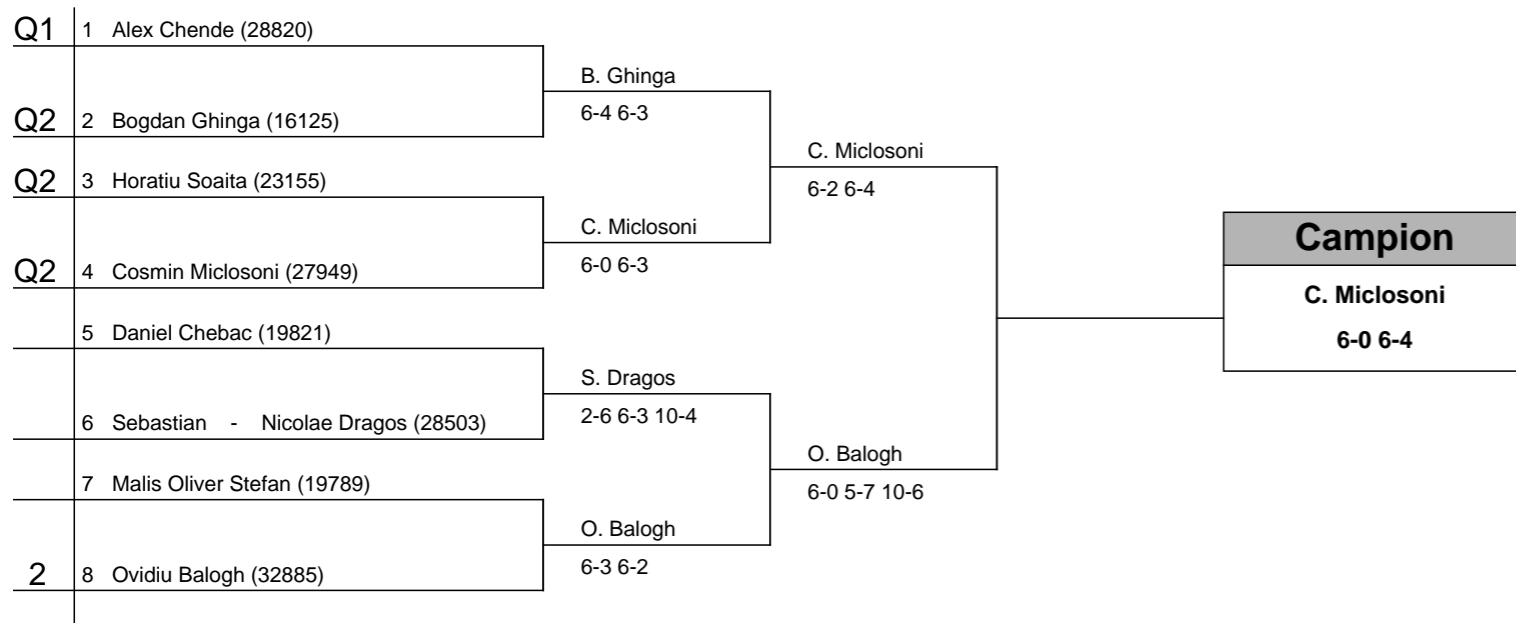 Q1 1 Alex Chende (28820)
B. Ghinga
6-4 6-3
Q2 2 Bogdan Ghinga (16125)
C. Miclosoni
6-2 6-4
Q2 3 Horatiu Soaita (23155)
C. Miclosoni
6-0 6-3
Q2 4 Cosmin Miclosoni (27949)
Campion
C. Miclosoni
6-0 6-4
5 Daniel Chebac (19821)
S. Dragos
2-6 6-3 10-4
6 Sebastian - Nicolae Dragos (28503)
O. Balogh
6-0 5-7 10-6
7 Malis Oliver Stefan (19789)
O. Balogh
6-3 6-2
2 8 Ovidiu Balogh (32885)